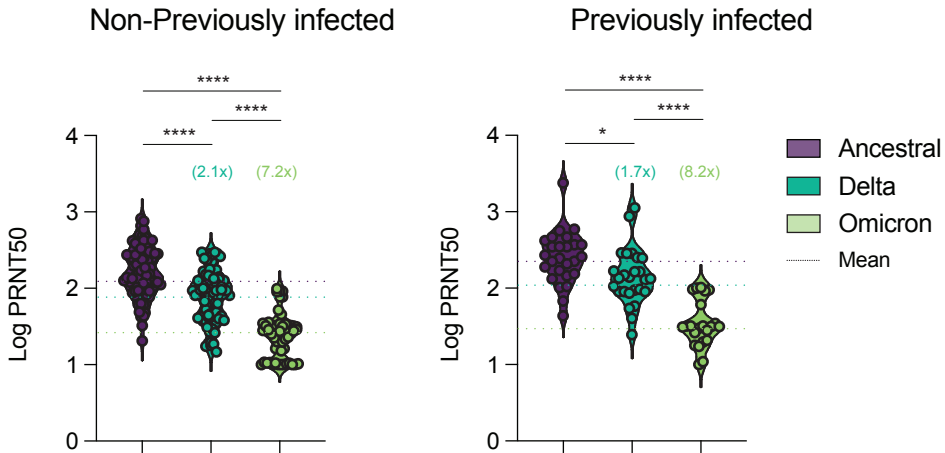 Non-Previously infected
Previously infected
****
****
****
(2.1x)
(7.2x)
4
3
2
1
0
Log PRNT50
****
****
*
(1.7x)
(8.2x)
4
3
2
1
0
Log PRNT50
Ancestral
Delta
Omicron
Mean